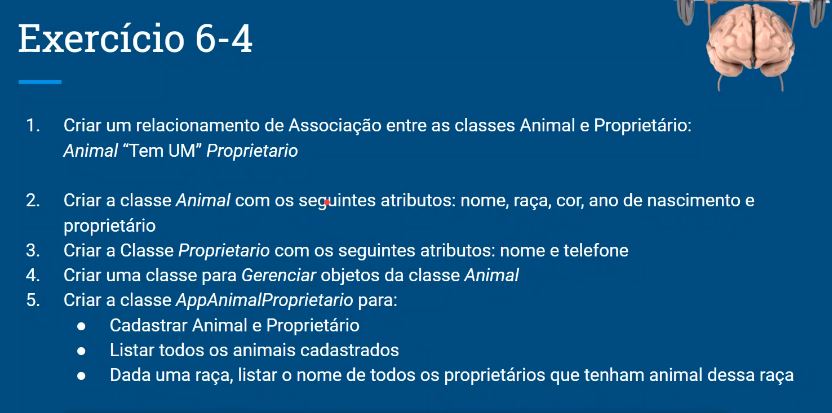 Exercício 6-4
1. Criar um relacionamento de Associação entre as classes Animal e Proprietário:
Animal “Tem UM” Proprietario
2. Criar a classe Animal com os seguintes atributos: nome, raça, cor, ano de nascimento e
proprietário
3. Criar a Classe Proprietario com os seguintes atributos: nome e telefone
4. Criar uma classe para Gerenciar objetos da classe Animal
5. Criar a classe AppAnimalProprietario para:
● Cadastrar Animal e Proprietário
● Listar todos os animais cadastrados
● Dada uma raça, listar o nome de todos os proprietários que tenham animal dessa raça